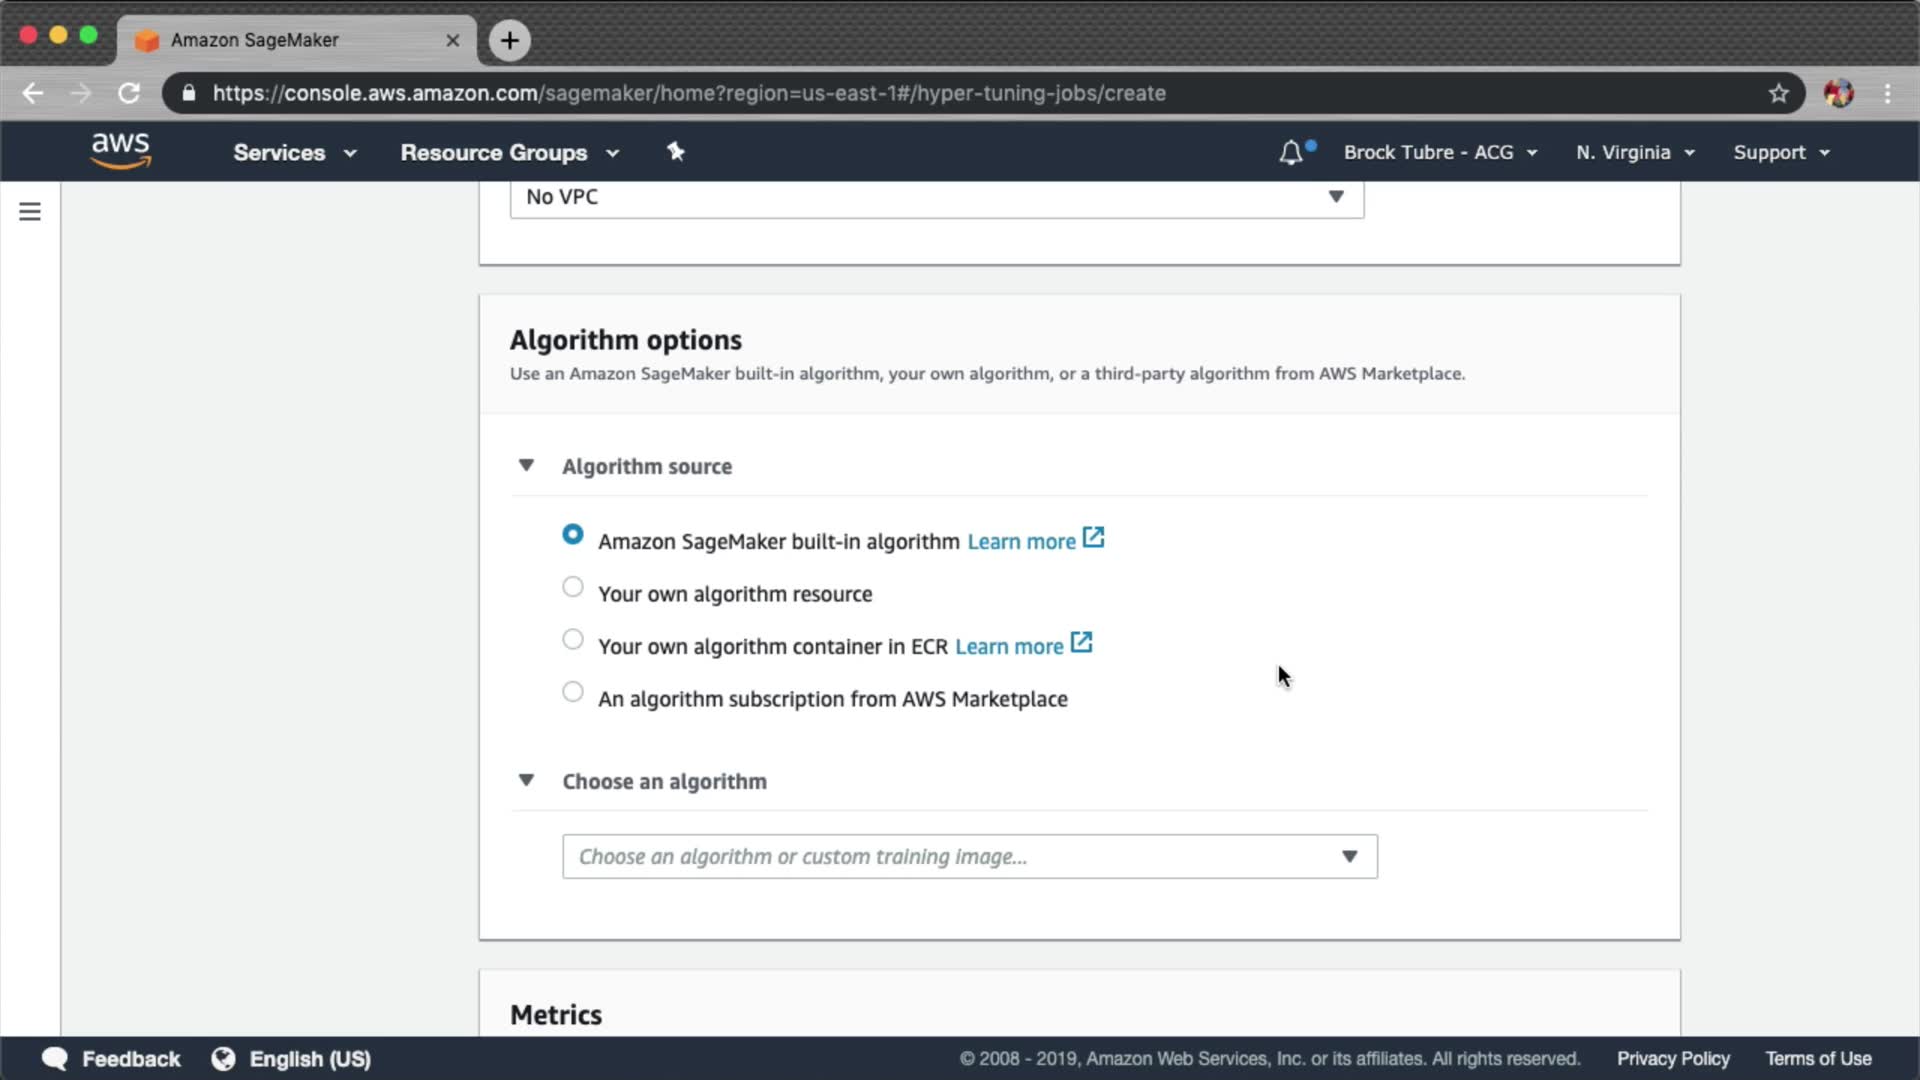 Amazon SageMaker
https://console.aws.amazon.com/sagemaker/home?region=us-east-1#/hyper-tuning-jobs/create
aws
Services
Resource Groups
Brock Tubre - ACG
N. Virginia
Support
No VPC
Algorithm options
Use an Amazon SageMaker built-in algorithm, your own algorithm, or a third-party algorithm from AWS Marketplace.
Algorithm source
Amazon SageMaker built-in algorithm Learn more
Your own algorithm resource
Your own algorithm container in ECR Learn more
An algorithm subscription from AWS Marketplace
Choose an algorithm
Choose an algorithm or custom training image...
Metrics
Feedback
English (US)
© 2008 - 2019, Amazon Web Services, Inc. or its affiliates. All rights reserved.
Privacy Policy
Terms of Use